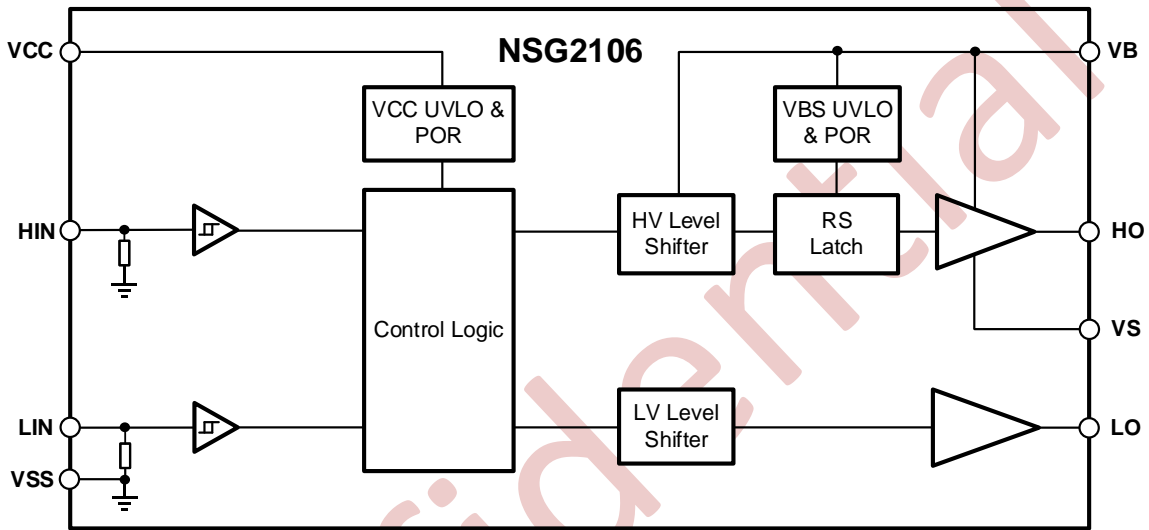 NSG2106
VCC
VB
VCC UVLO &
POR
VBS UVLO
& POR
HIN
HV Level
Shifter
RS
Latch
HO
Control Logic
VS
LIN
LV Level
Shifter
LO
VSS
fidential